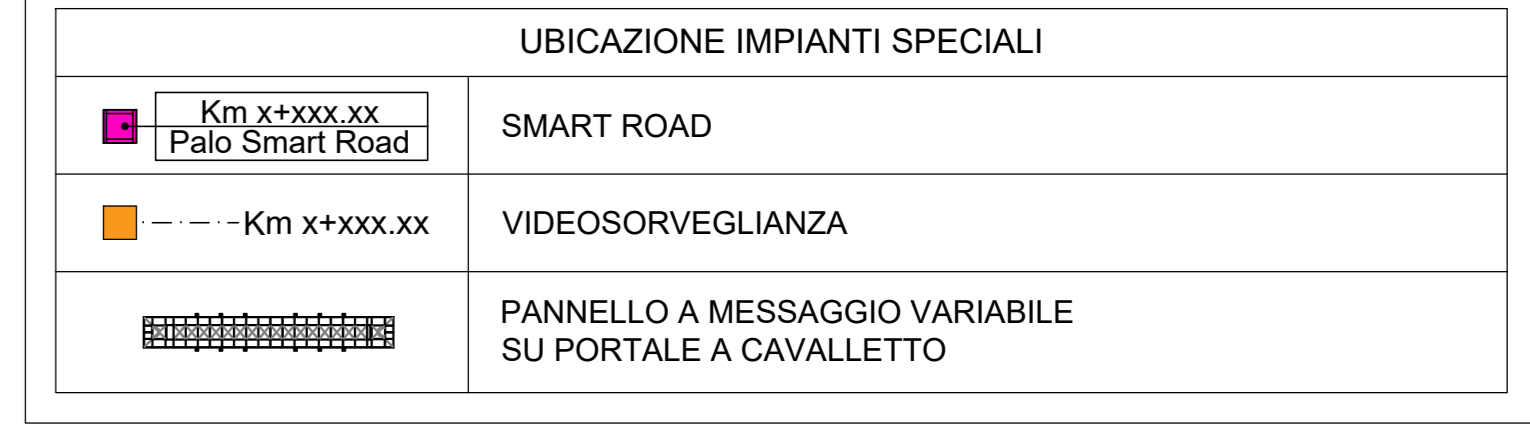 UBICAZIONE IMPIANTI SPECIALI
Km x+xxx.xx
Palo Smart Road
SMART ROAD
Km x+xxx.xx
VIDEOSORVEGLIANZA
PANNELLO A MESSAGGIO VARIABILE
SU PORTALE A CAVALLETTO